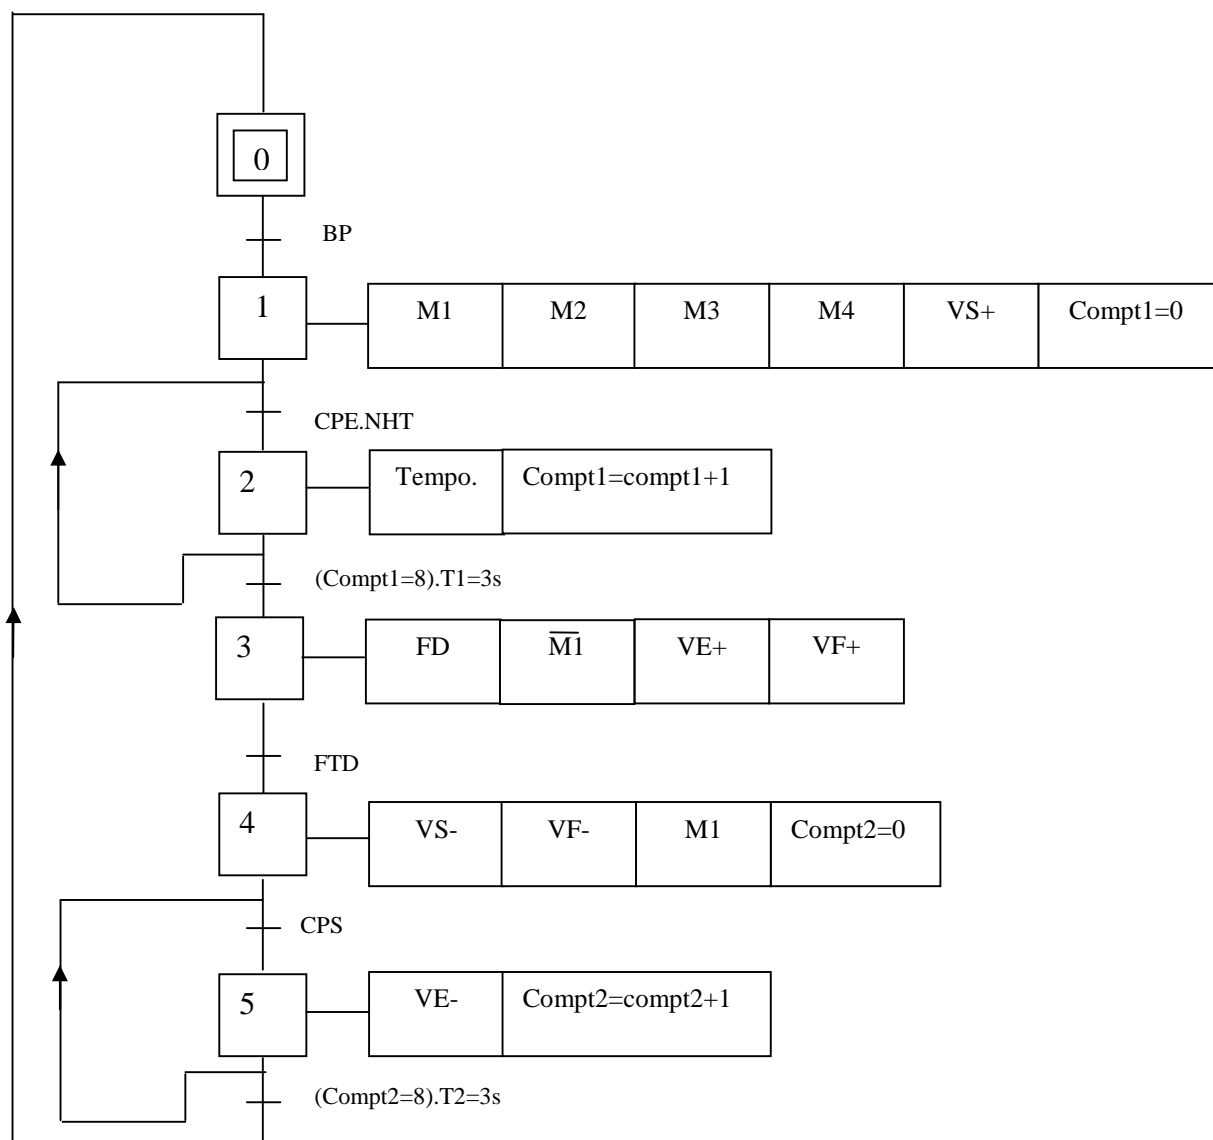 0
BP
1 M1 M2 M3 M4 VS+ Compt1=0
CPE.NHT
2 Tempo. Compt1=compt1+1
(Compt1=8).T1=3s
3 FD M̅1̅ VE+ VF+
FTD
4 VS- VF- M1 Compt2=0
CPS
5 VE- Compt2=compt2+1
(Compt2=8).T2=3s